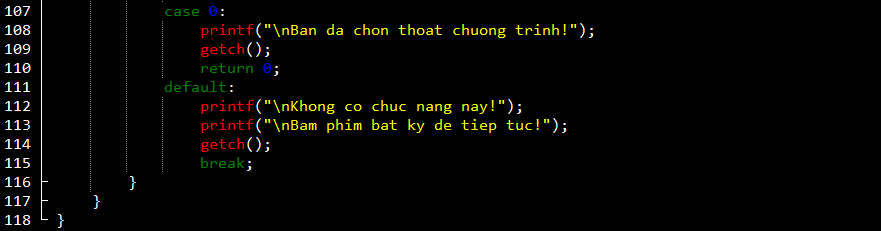 107 case 0:
108 printf("\nBan da chon thoat chuong trinh!");
109 getch();
110 return 0;
111 default:
112 printf("\nKhong co chuc nang nay!");
113 printf("\nBam phim bat ky de tiep tuc!");
114 getch();
115 break;
116 }
117 }
118 }